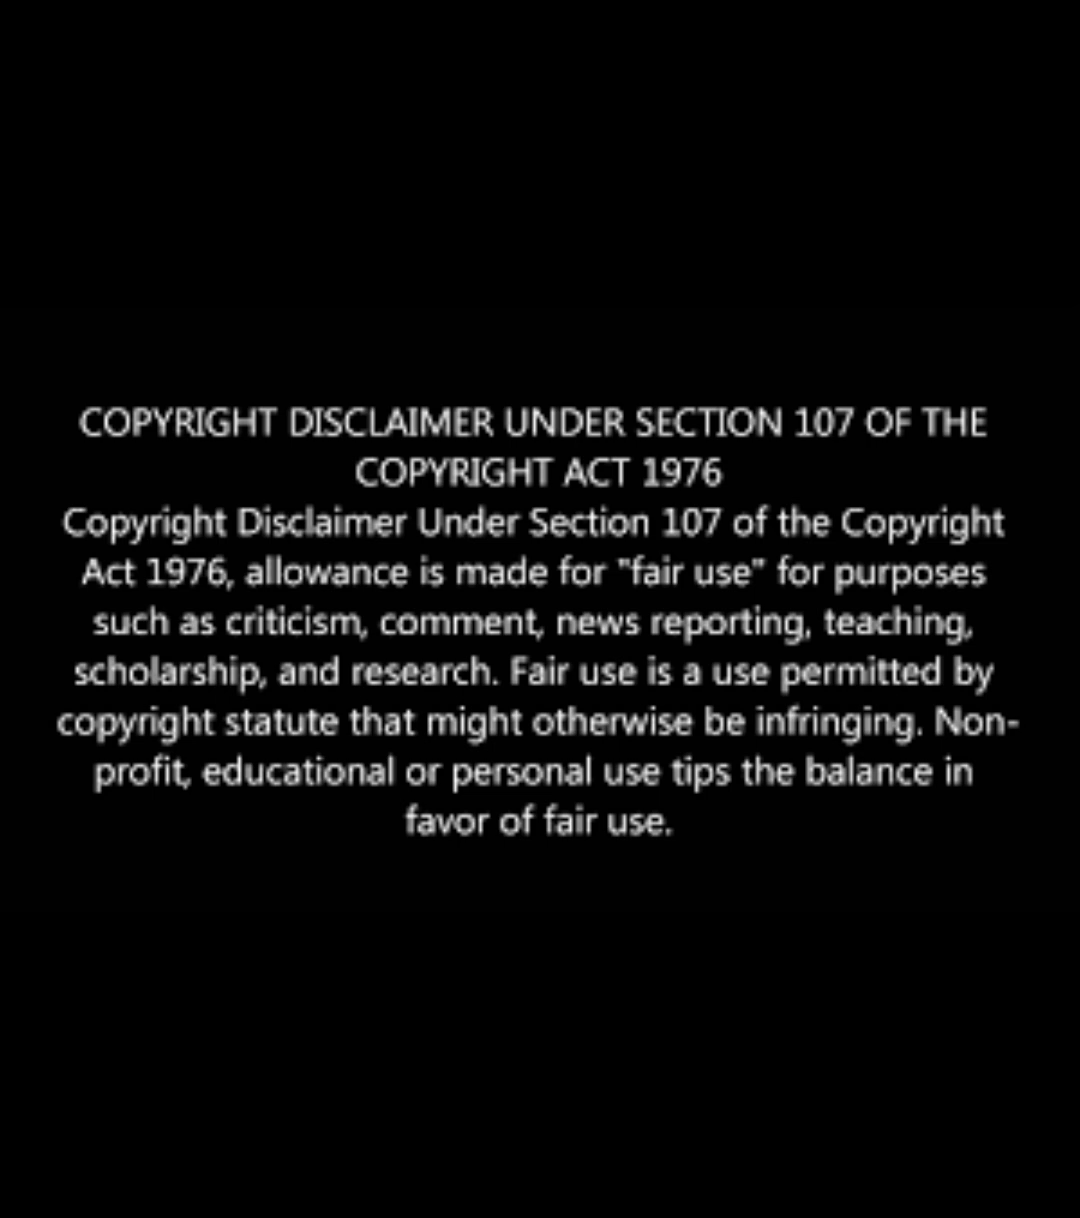 COPYRIGHT DISCLAIMER UNDER SECTION 107 OF THE
COPYRIGHT ACT 1976
Copyright Disclaimer Under Section 107 of the Copyright
Act 1976, allowance is made for "fair use" for purposes
such as criticism, comment, news reporting, teaching,
scholarship, and research. Fair use is a use permitted by
copyright statute that might otherwise be infringing. Non-
profit, educational or personal use tips the balance in
favor of fair use.